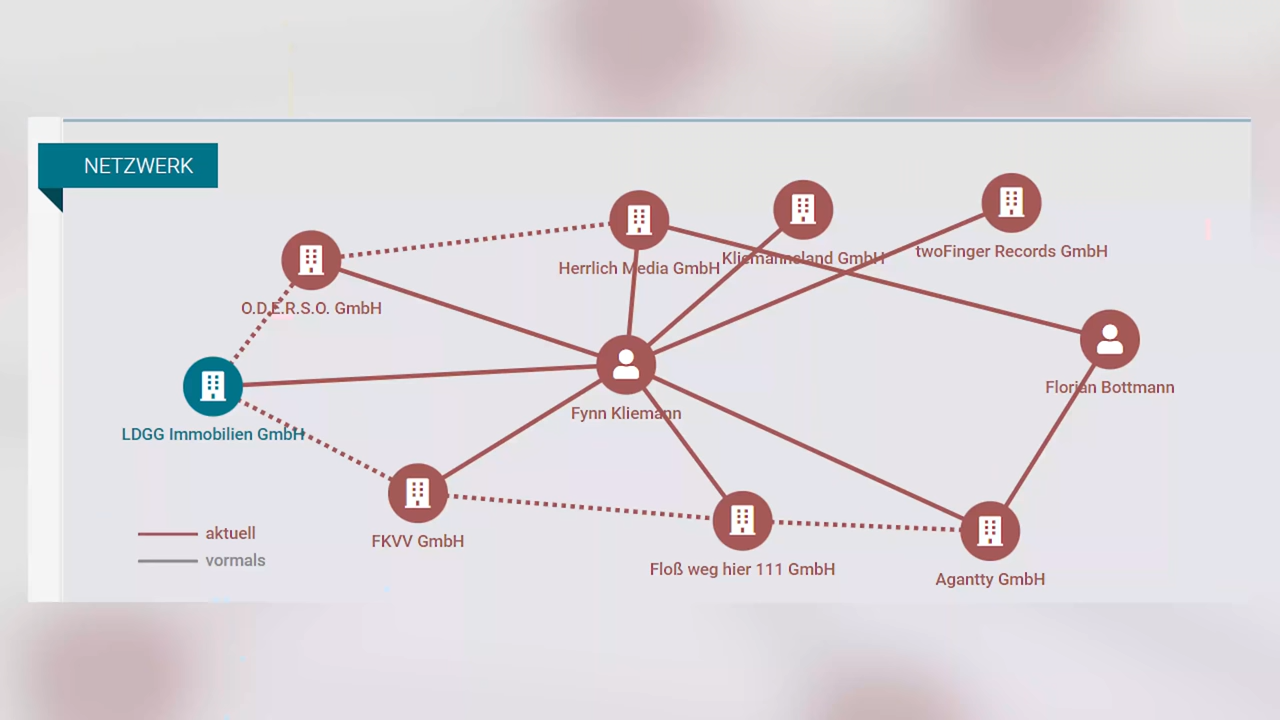 NETZWERK
Herrlich Media GmbH
Kliemannsland GmbH
twoFinger Records GmbH
O.D.E.R.S.O. GmbH
Florian Bottmann
Fynn Kliemann
LDGG Immobilien GmbH
FKVV GmbH
Floß weg hier 111 GmbH
Agantty GmbH
aktuell
vormals